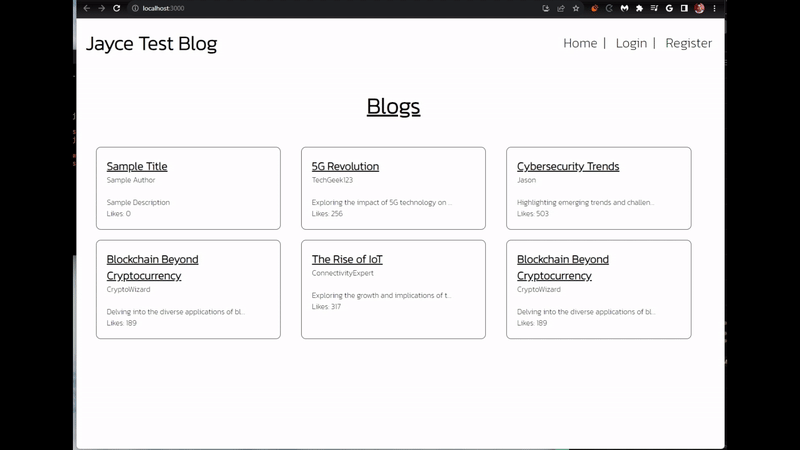 localhost:3000
Jayce Test Blog
Home | Login | Register
Blogs
Sample Title
Sample Author
Sample Description
Likes: 0
5G Revolution
TechGeek123
Exploring the impact of 5G technology on ...
Likes: 256
Cybersecurity Trends
Jason
Highlighting emerging trends and challen...
Likes: 503
Blockchain Beyond
Cryptocurrency
CryptoWizard
Delving into the diverse applications of bl...
Likes: 189
The Rise of IoT
ConnectivityExpert
Exploring the growth and implications of t...
Likes: 317
Blockchain Beyond
Cryptocurrency
CryptoWizard
Delving into the diverse applications of bl...
Likes: 189